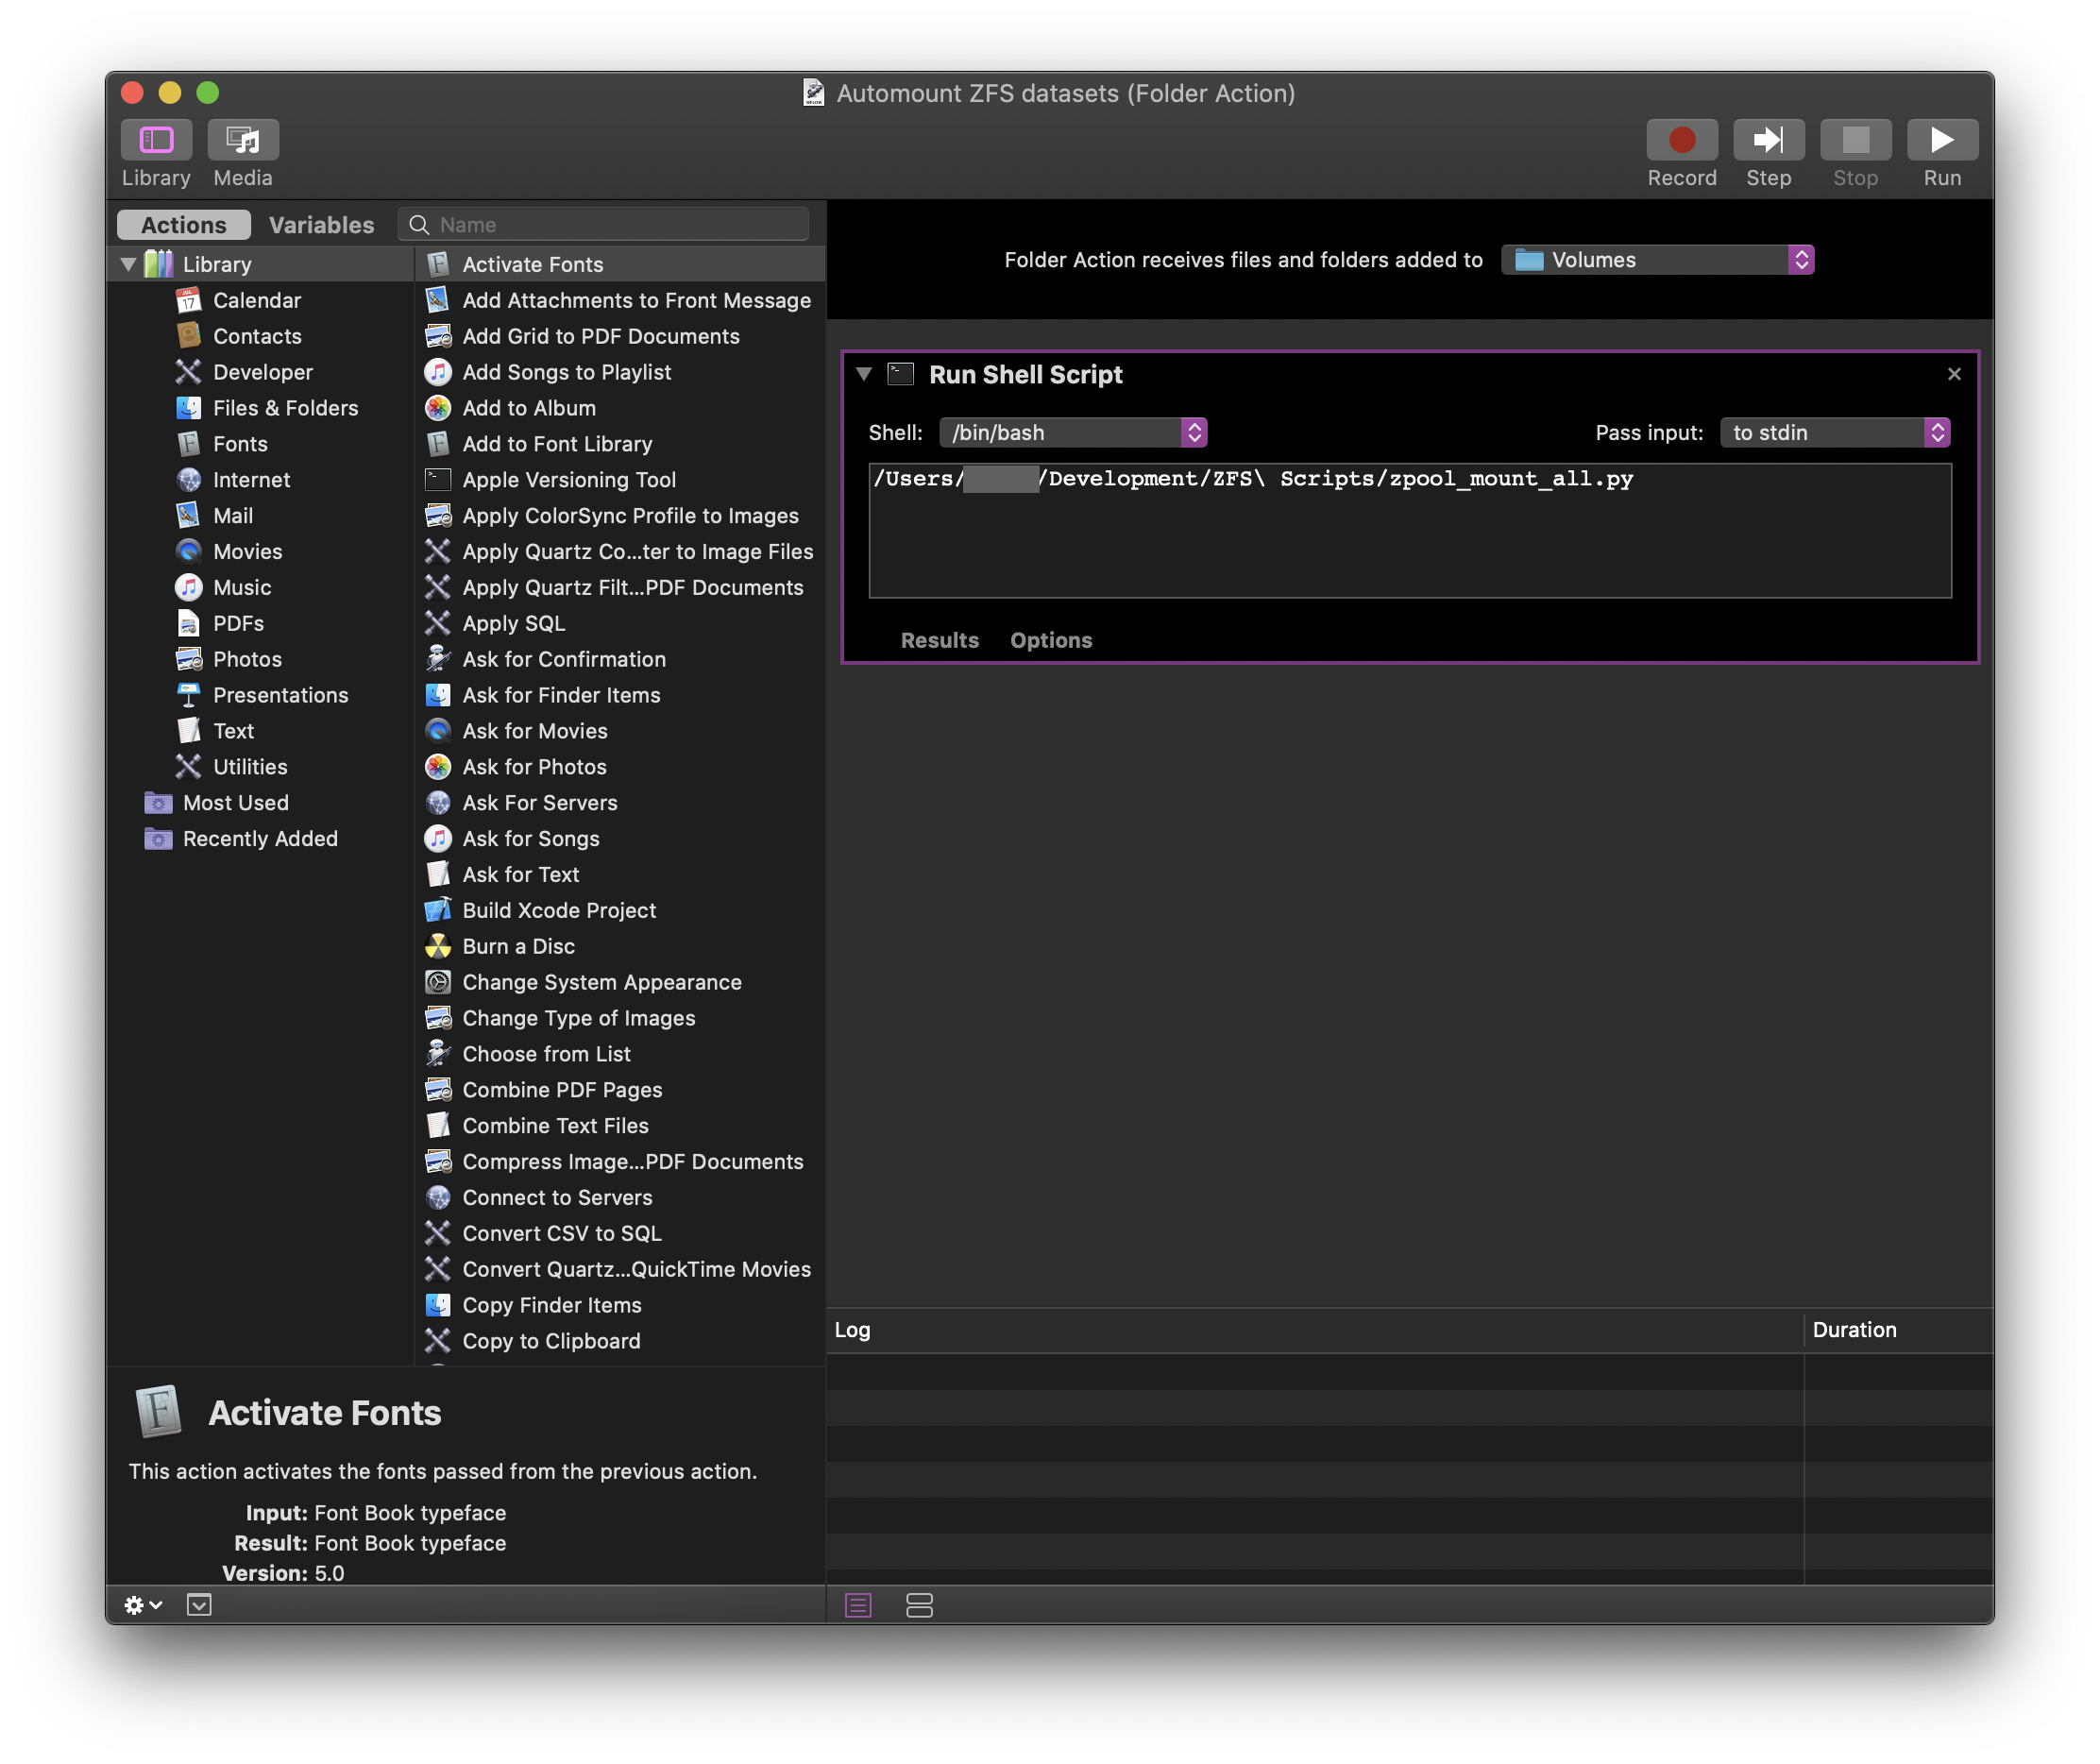 Automount ZFS datasets (Folder Action)
Library
Media
Record
Step
Stop
Run
Actions
Variables
Name
Library
Calendar
Contacts
Developer
Files & Folders
Fonts
Internet
Mail
Movies
Music
PDFs
Photos
Presentations
Text
Utilities
Most Used
Recently Added
Activate Fonts
Add Attachments to Front Message
Add Grid to PDF Documents
Add Songs to Playlist
Add to Album
Add to Font Library
Apple Versioning Tool
Apply ColorSync Profile to Images
Apply Quartz Co...ter to Image Files
Apply Quartz Filt...PDF Documents
Apply SQL
Ask for Confirmation
Ask for Finder Items
Ask for Movies
Ask for Photos
Ask For Servers
Ask for Songs
Ask for Text
Build Xcode Project
Burn a Disc
Change System Appearance
Change Type of Images
Choose from List
Combine PDF Pages
Combine Text Files
Compress Image...PDF Documents
Connect to Servers
Convert CSV to SQL
Convert Quartz...QuickTime Movies
Copy Finder Items
Copy to Clipboard
Activate Fonts
This action activates the fonts passed from the previous action.
Input: Font Book typeface
Result: Font Book typeface
Version: 5.0
Folder Action receives files and folders added to
Volumes
Run Shell Script
Shell: /bin/bash
Pass input: to stdin
/Users/ /Development/ZFS\ Scripts/zpool_mount_all.py
Results
Options
Log
Duration